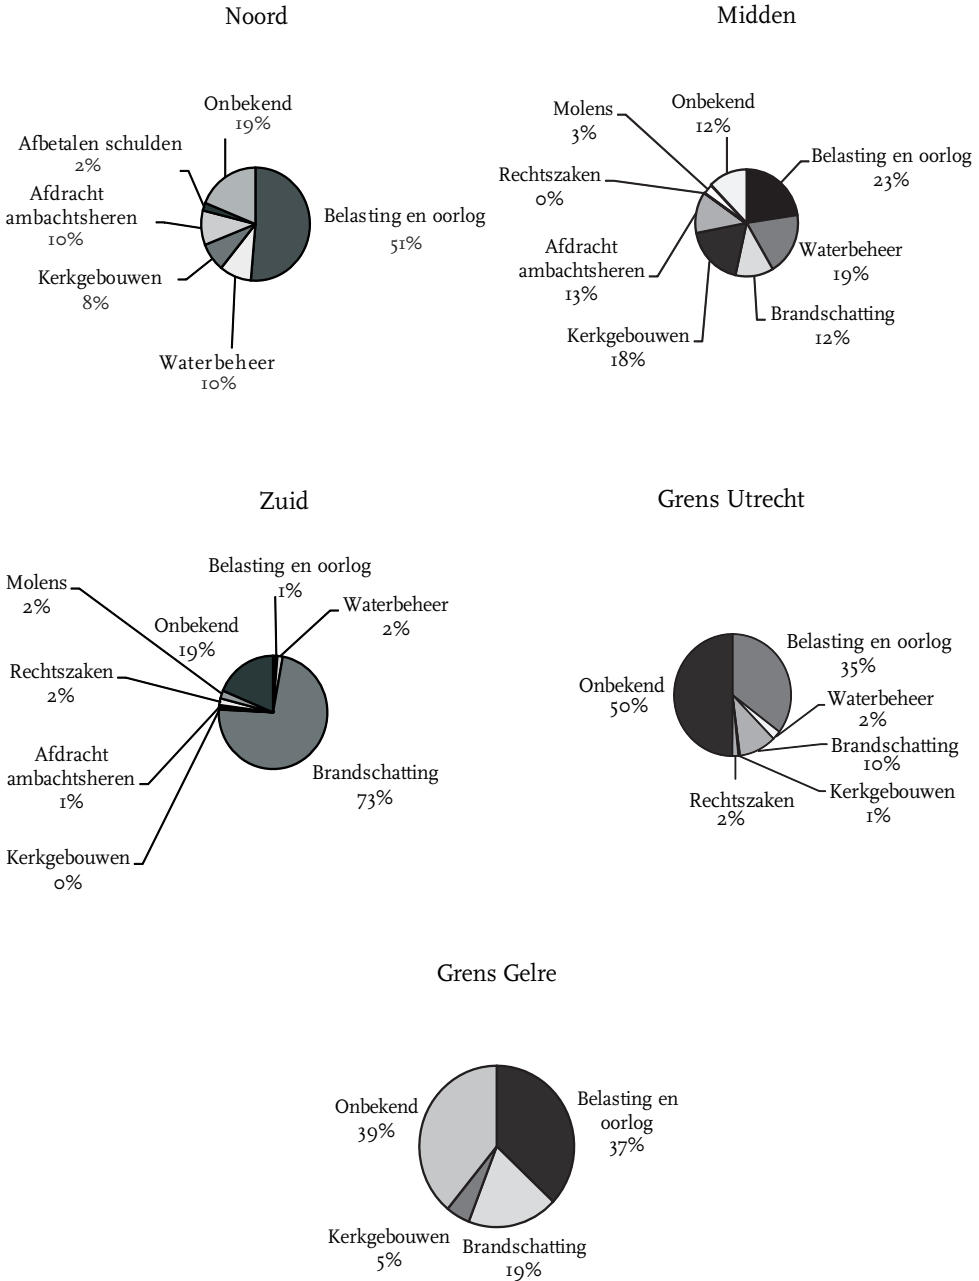 Noord
Onbekend
19%
Afbetalen schulden
2%
Afdracht
ambachtsheren
10%
Kerkgebouwen
8%
Waterbeheer
10%
Belasting en oorlog
51%
Midden
Molens
3%
Onbekend
12%
Belasting en oorlog
23%
Rechtszaken
0%
Afdracht
ambachtsheren
13%
Waterbeheer
19%
Brandschatting
12%
Kerkgebouwen
18%
Zuid
Belasting en oorlog
1%
Molens
2%
Waterbeheer
2%
Onbekend
19%
Rechtszaken
2%
Afdracht
ambachtsheren
1%
Brandschatting
73%
Kerkgebouwen
0%
Grens Utrecht
Belasting en oorlog
35%
Onbekend
50%
Waterbeheer
2%
Brandschatting
10%
Kerkgebouwen
1%
Rechtszaken
2%
Grens Gelre
Onbekend
39%
Belasting en
oorlog
37%
Kerkgebouwen
5%
Brandschatting
19%